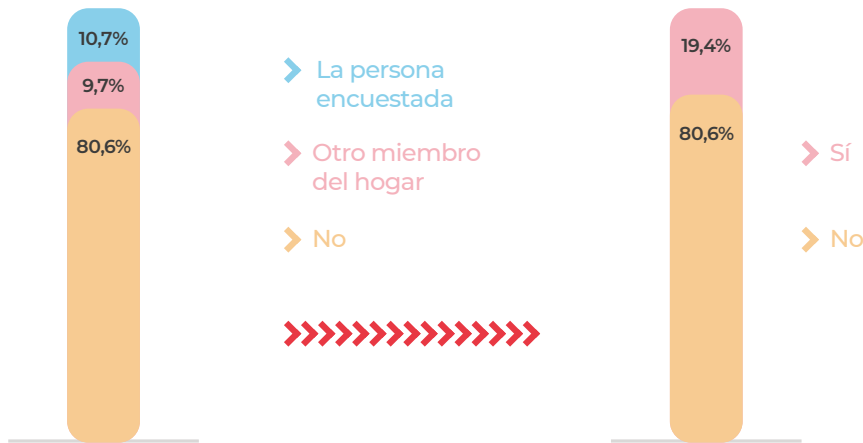 10,7%
9,7%
80,6%
La persona
encuestada
Otro miembro
del hogar
No
19,4%
80,6%
Sí
No